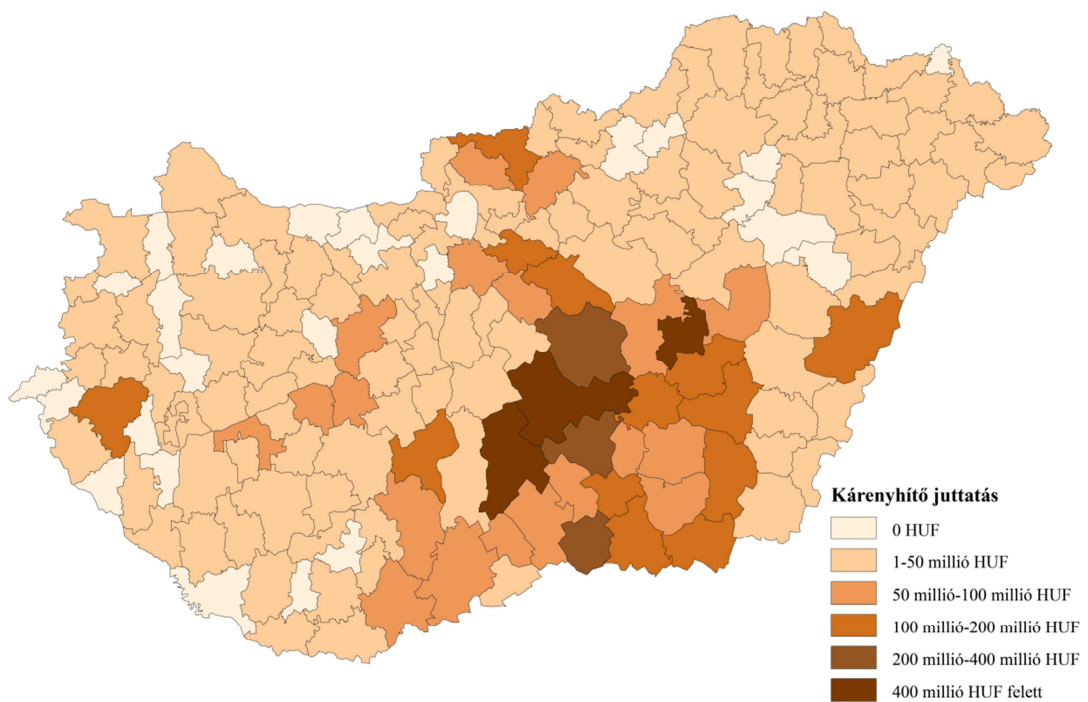 Kárenyhítő juttatás
0 HUF
1-50 millió HUF
50 millió-100 millió HUF
100 millió-200 millió HUF
200 millió-400 millió HUF
400 millió HUF felett